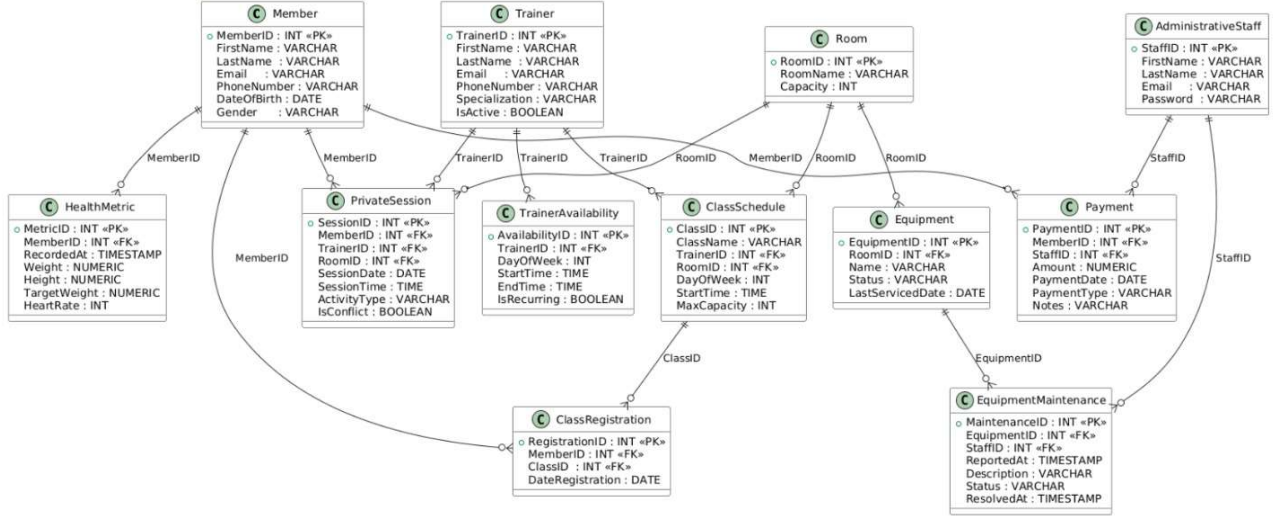 C Member
MemberID : INT «PK»
FirstName : VARCHAR
LastName : VARCHAR
Email : VARCHAR
PhoneNumber : VARCHAR
DateOfBirth : DATE
Gender : VARCHAR
C Trainer
TrainerID : INT «PK»
FirstName : VARCHAR
LastName : VARCHAR
Email : VARCHAR
PhoneNumber : VARCHAR
Specialization : VARCHAR
IsActive : BOOLEAN
C Room
RoomID : INT «PK»
RoomName : VARCHAR
Capacity : INT
C AdministrativeStaff
StaffID : INT «PK»
FirstName : VARCHAR
LastName : VARCHAR
Email : VARCHAR
Password : VARCHAR
MemberID
MemberID
TrainerID
TrainerID
TrainerID
RoomID
MemberID
RoomID
RoomID
StaffID
C HealthMetric
MetricID : INT «PK»
MemberID : INT «FK»
RecordedAt : TIMESTAMP
Weight : NUMERIC
Height : NUMERIC
TargetWeight : NUMERIC
HeartRate : INT
MemberID
C PrivateSession
SessionID : INT «PK»
MemberID : INT «FK»
TrainerID : INT «FK»
RoomID : INT «FK»
SessionDate : DATE
SessionTime : TIME
ActivityType : VARCHAR
IsConflict : BOOLEAN
C TrainerAvailability
AvailabilityID : INT «PK»
TrainerID : INT «FK»
DayOfWeek : INT
StartTime : TIME
EndTime : TIME
IsRecurring : BOOLEAN
C ClassSchedule
ClassID : INT «PK»
ClassName : VARCHAR
TrainerID : INT «FK»
RoomID : INT «FK»
DayOfWeek : INT
StartTime : TIME
MaxCapacity : INT
C Equipment
EquipmentID : INT «PK»
RoomID : INT «FK»
Name : VARCHAR
Status : VARCHAR
LastServicedDate : DATE
C Payment
PaymentID : INT «PK»
MemberID : INT «FK»
StaffID : INT «FK»
Amount : NUMERIC
PaymentDate : DATE
PaymentType : VARCHAR
Notes : VARCHAR
StaffID
ClassID
EquipmentID
C ClassRegistration
RegistrationID : INT «PK»
MemberID : INT «FK»
ClassID : INT «FK»
DateRegistration : DATE
C EquipmentMaintenance
MaintenanceID : INT «PK»
EquipmentID : INT «FK»
StaffID : INT «FK»
ReportedAt : TIMESTAMP
Description : VARCHAR
Status : VARCHAR
ResolvedAt : TIMESTAMP